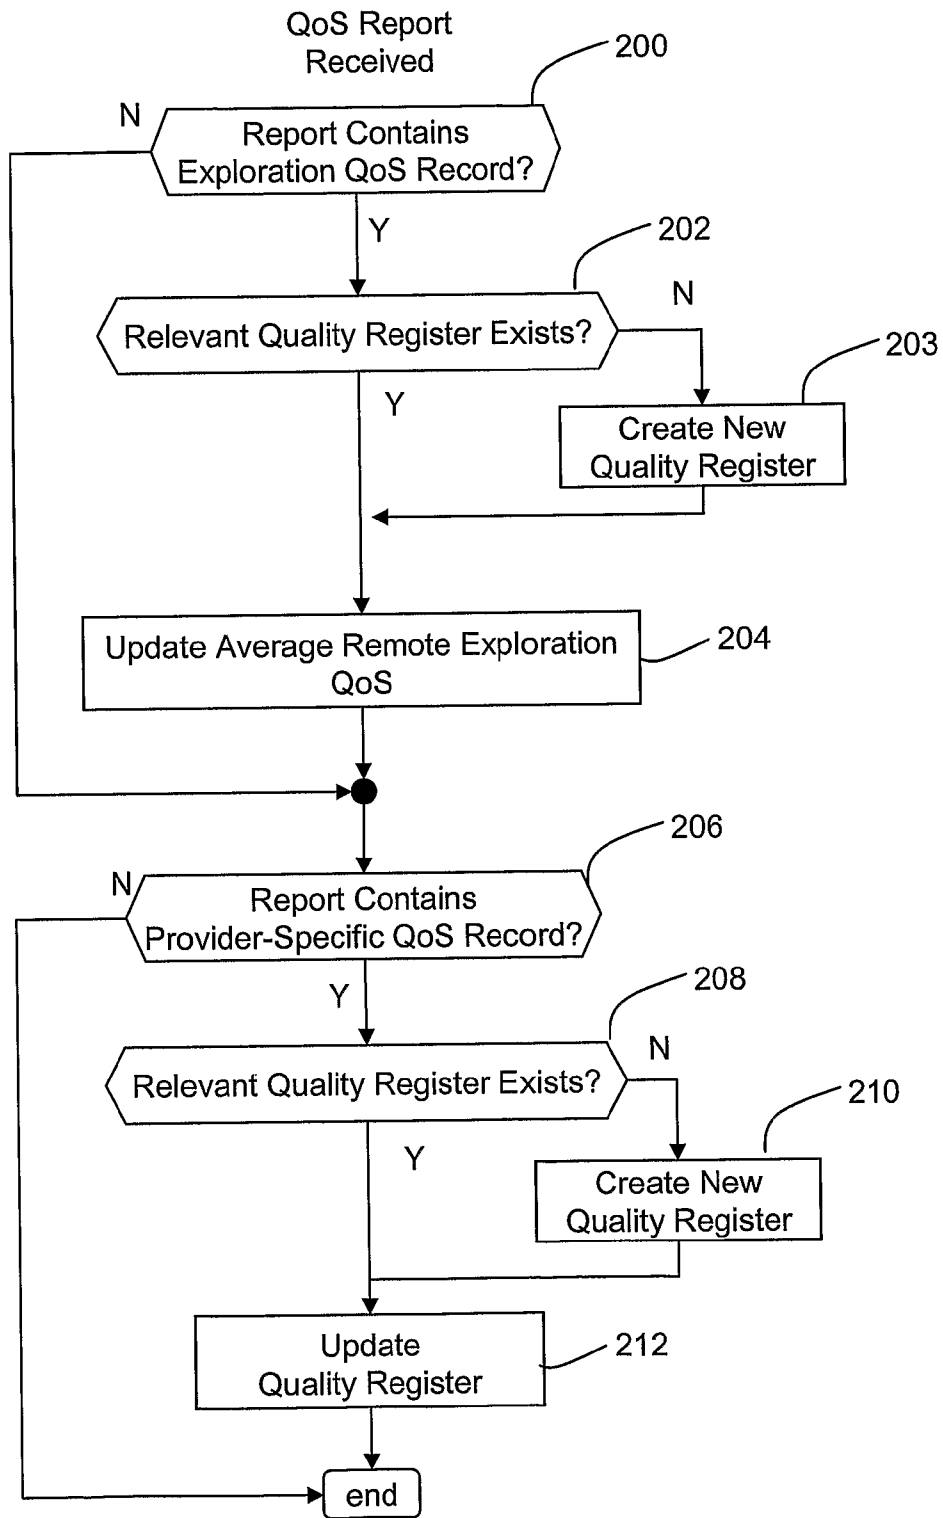 QoS Report
Received
200
N
Report Contains
Exploration QoS Record?
Y
202
N
Relevant Quality Register Exists?
203
Y
Create New
Quality Register
Update Average Remote Exploration
QoS
204
206
N
Report Contains
Provider-Specific QoS Record?
Y
208
N
Relevant Quality Register Exists?
210
Y
Create New
Quality Register
Update
Quality Register
212
end